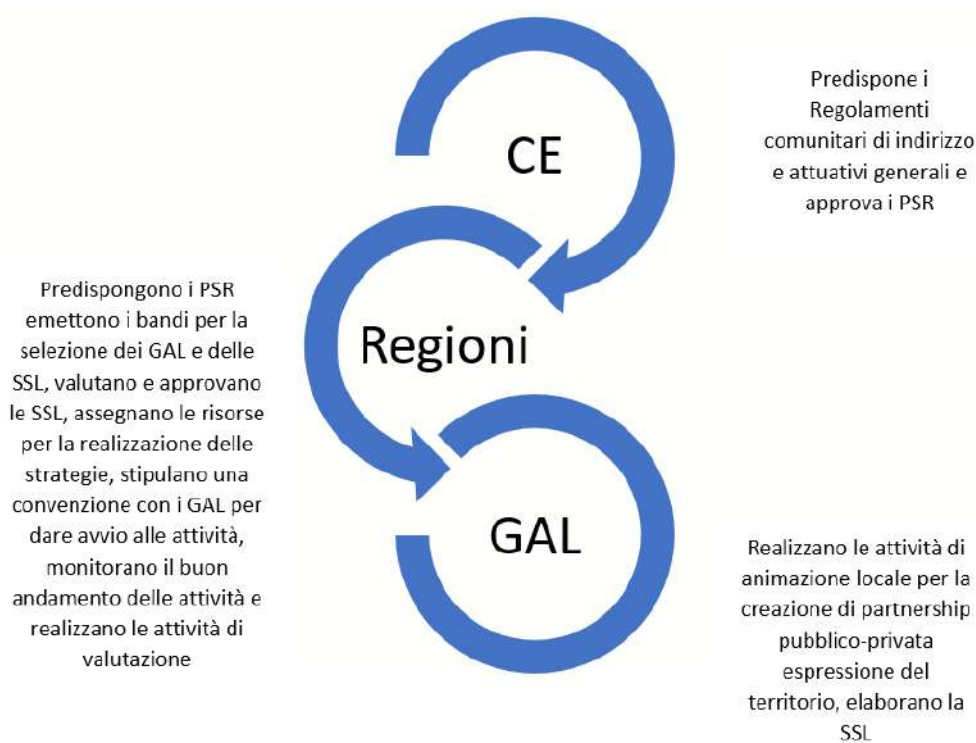 CE
Predispone i
Regolamenti
comunitari di indirizzo
e attuativi generali e
approva i PSR
Regioni
Predispongono i PSR
emettono i bandi per la
selezione dei GAL e delle
SSL, valutano e approvano
le SSL, assegnano le risorse
per la realizzazione delle
strategie, stipulano una
convenzione con i GAL per
dare avvio alle attività,
monitorano il buon
andamento delle attività e
realizzano le attività di
valutazione
GAL
Realizzano le attività di
animazione locale per la
creazione di partnership
pubblico-privata
espressione del
territorio, elaborano la
SSL